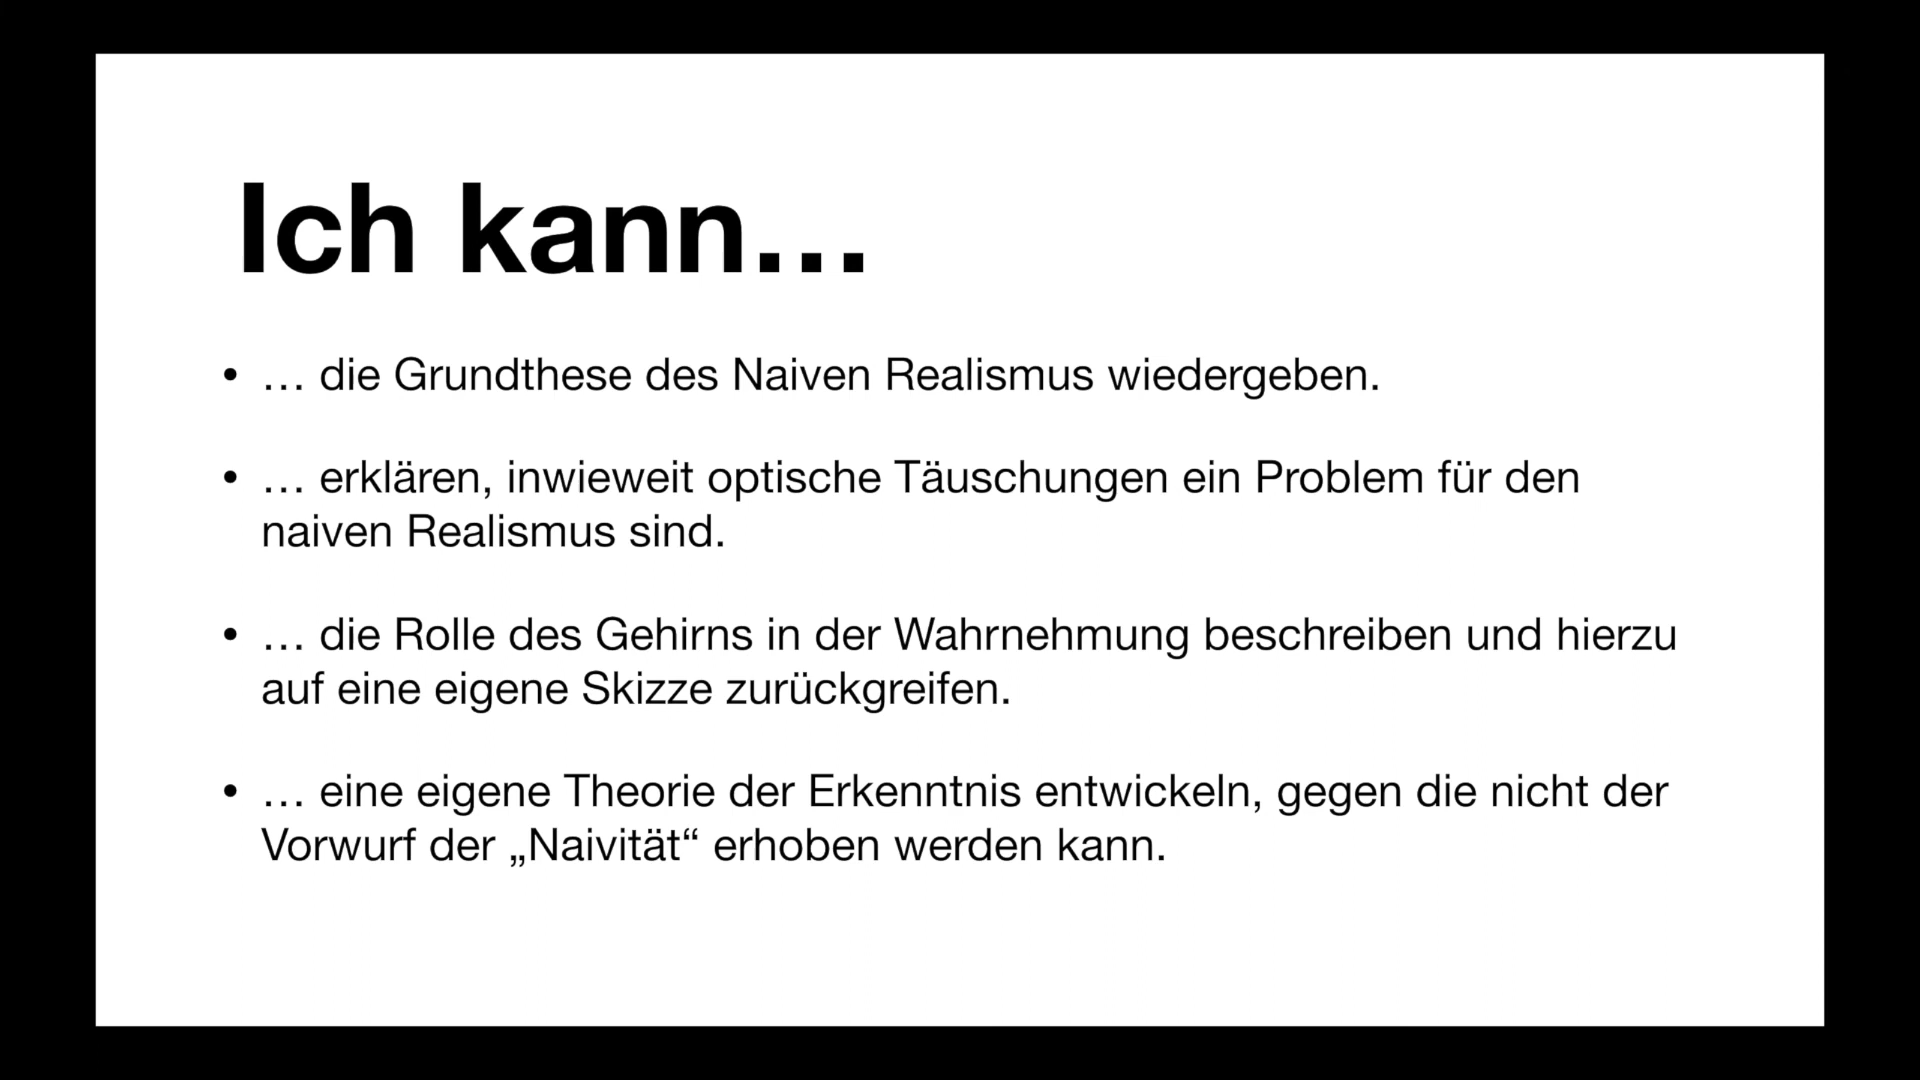 Ich kann…
• … die Grundthese des Naiven Realismus wiedergeben.
• … erklären, inwieweit optische Täuschungen ein Problem für den
naiven Realismus sind.
• … die Rolle des Gehirns in der Wahrnehmung beschreiben und hierzu
auf eine eigene Skizze zurückgreifen.
• … eine eigene Theorie der Erkenntnis entwickeln, gegen die nicht der
Vorwurf der „Naivität“ erhoben werden kann.